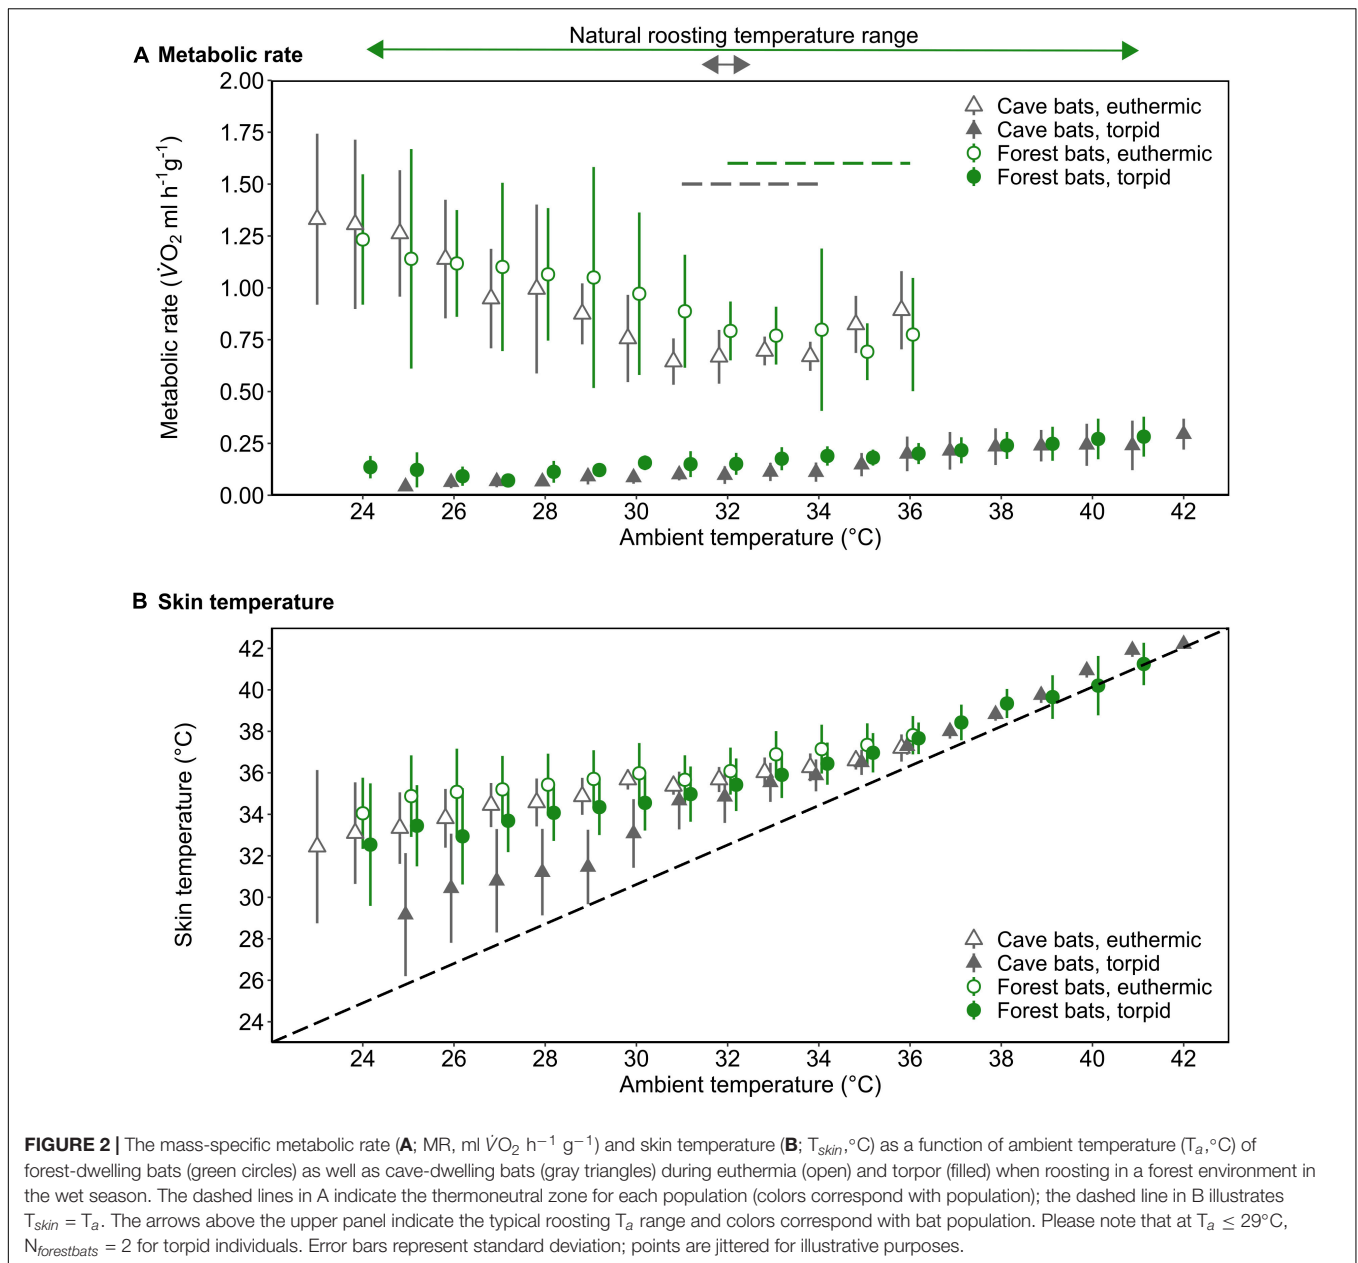 Natural roosting temperature range
A Metabolic rate
2.00
1.75
1.50
1.25
1.00
0.75
0.50
0.25
0.00
Metabolic rate (V̇O₂ ml h⁻¹g⁻¹)
Cave bats, euthermic
Cave bats, torpid
Forest bats, euthermic
Forest bats, torpid
24 26 28 30 32 34 36 38 40 42
Ambient temperature (°C)
B Skin temperature
42
40
38
36
34
32
30
28
26
24
Skin temperature (°C)
Cave bats, euthermic
Cave bats, torpid
Forest bats, euthermic
Forest bats, torpid
24 26 28 30 32 34 36 38 40 42
Ambient temperature (°C)
FIGURE 2 | The mass-specific metabolic rate (A; MR, ml V̇O₂ h⁻¹ g⁻¹) and skin temperature (B; Tskin,°C) as a function of ambient temperature (Ta,°C) of
forest-dwelling bats (green circles) as well as cave-dwelling bats (gray triangles) during euthermia (open) and torpor (filled) when roosting in a forest environment in
the wet season. The dashed lines in A indicate the thermoneutral zone for each population (colors correspond with population); the dashed line in B illustrates
Tskin = Ta. The arrows above the upper panel indicate the typical roosting Ta range and colors correspond with bat population. Please note that at Ta ≤ 29°C,
Nforestbats = 2 for torpid individuals. Error bars represent standard deviation; points are jittered for illustrative purposes.